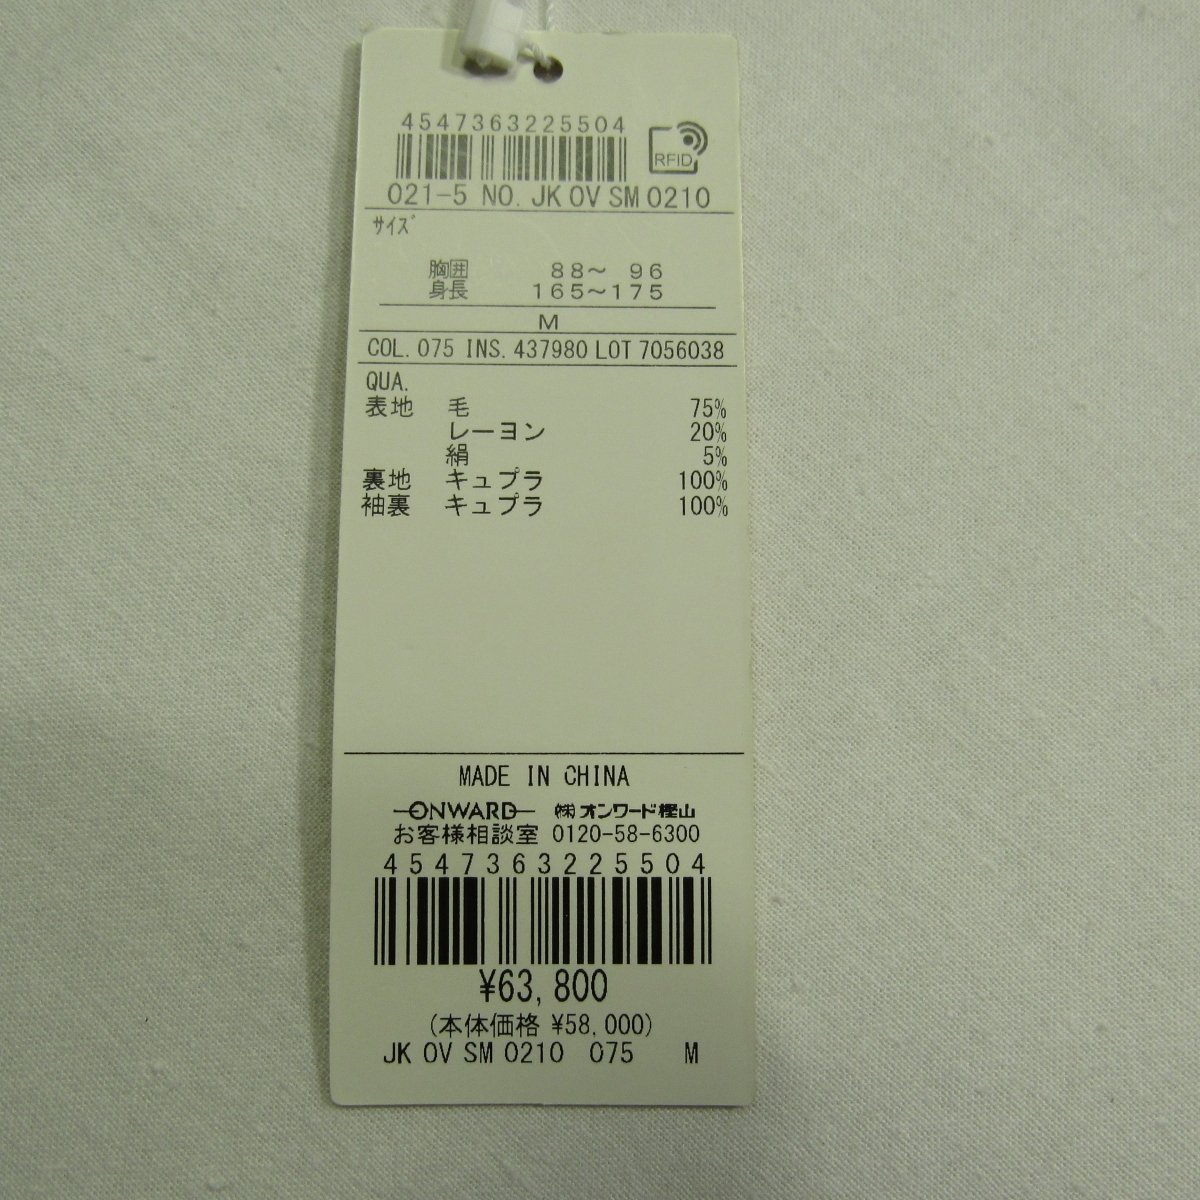 4547363225504
RFID
021-5 NO. JK OV SM 0210
サイズ
胸囲 88～ 96
身長 165～175
M
COL. 075 INS. 437980 LOT 7056038
QUA.
表地 毛 75%
レーヨン 20%
絹 5%
裏地 キュプラ 100%
袖裏 キュプラ 100%
MADE IN CHINA
ONWARD ㈱オンワード樫山
お客様相談室 0120-58-6300
4547363225504
¥63,800
(本体価格 ¥58,000)
JK OV SM 0210 075 M